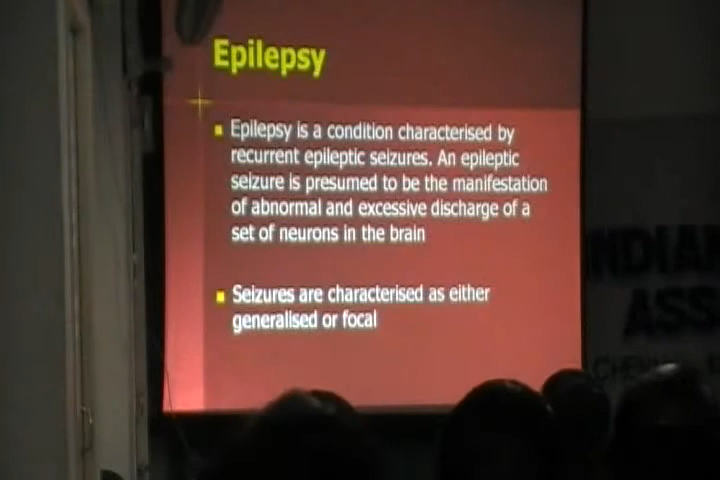 Epilepsy
Epilepsy is a condition characterised by
recurrent epileptic seizures. An epileptic
seizure is presumed to be the manifestation
of abnormal and excessive discharge of a
set of neurons in the brain
Seizures are characterised as either
generalised or focal